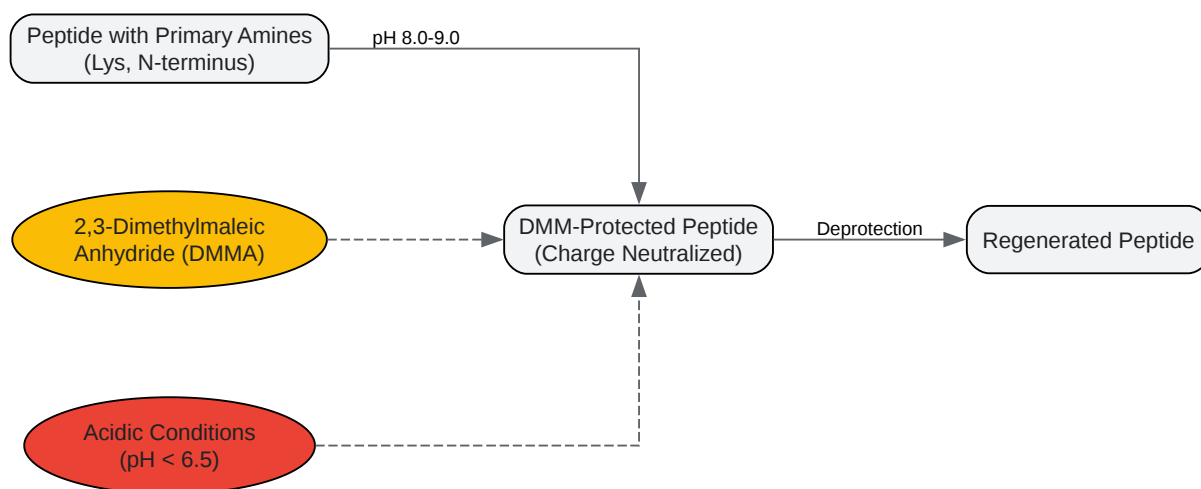 Peptide with Primary Amines
(Lys, N-terminus)
pH 8.0-9.0
2,3-Dimethylmaleic
Anhydride (DMMA)
DMM-Protected Peptide
(Charge Neutralized)
Deprotection
Regenerated Peptide
Acidic Conditions
(pH < 6.5)